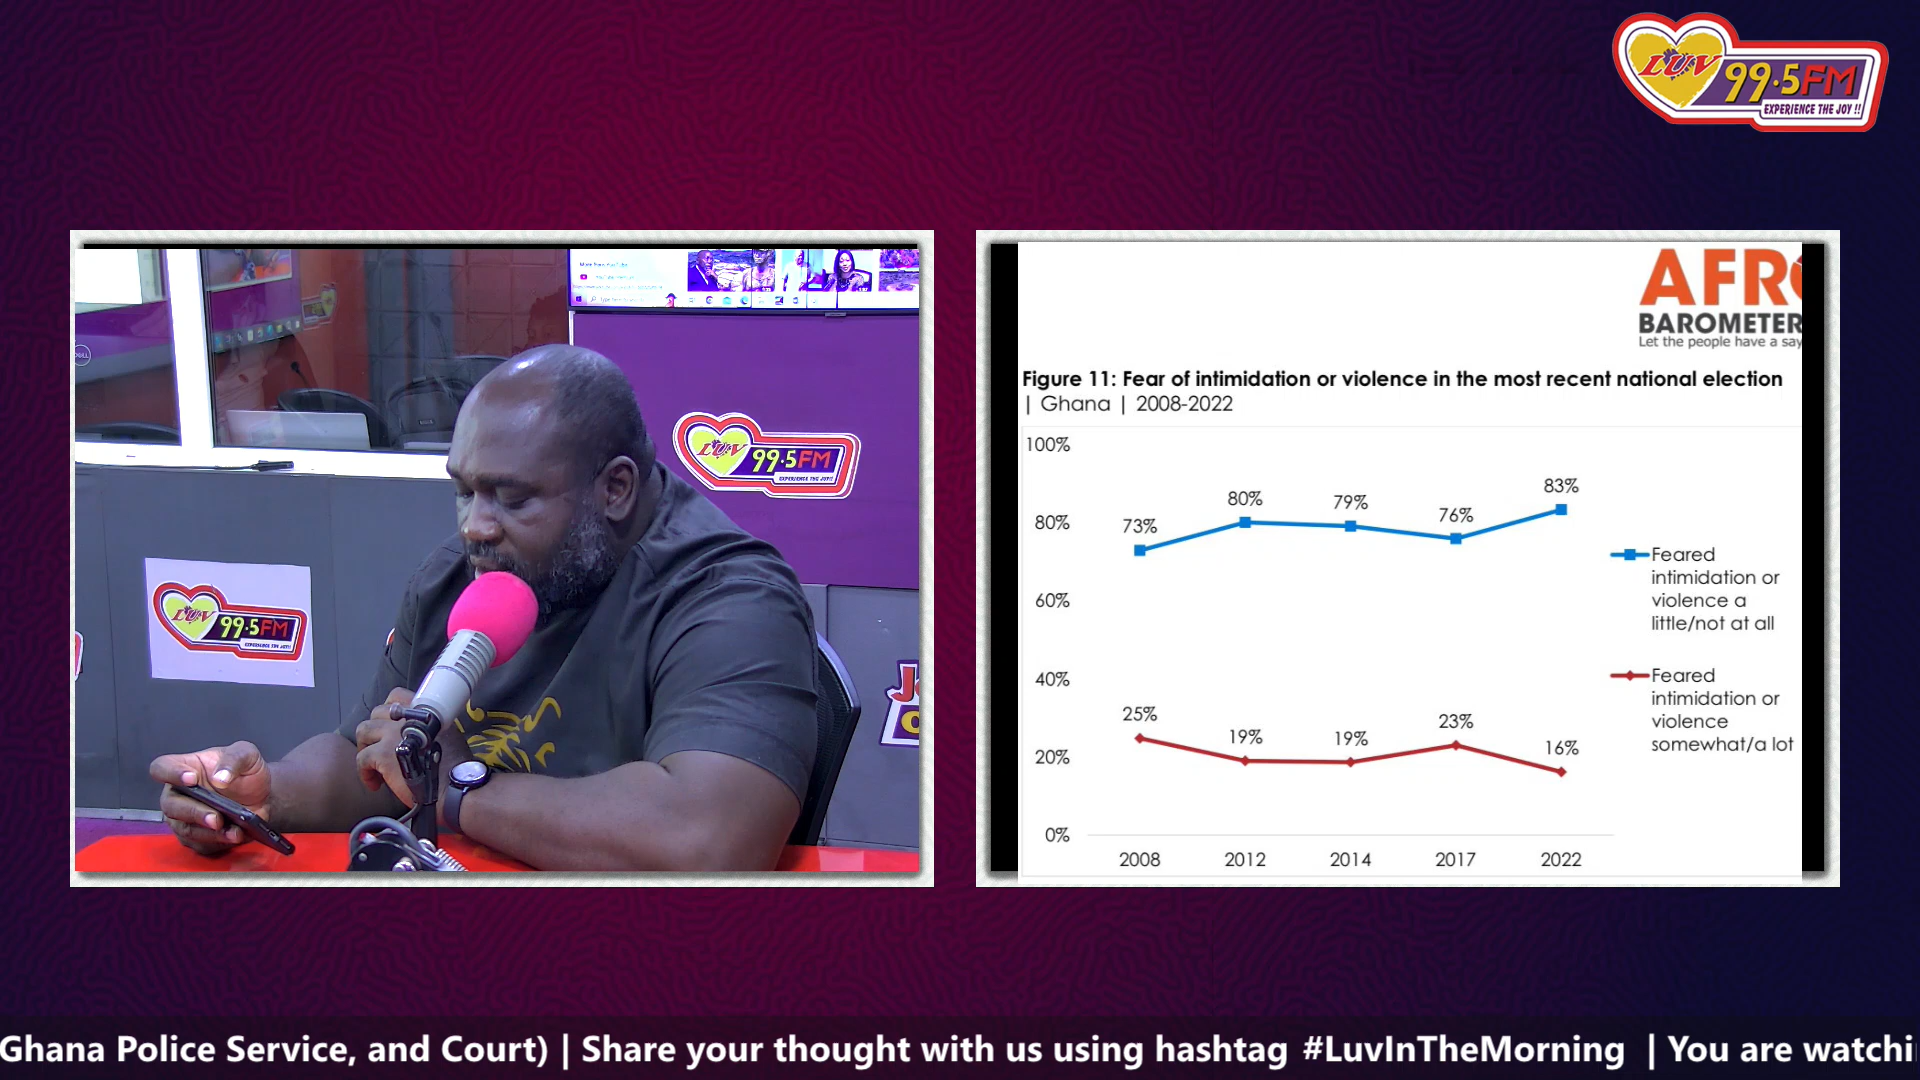 LUV 99.5FM
EXPERIENCE THE JOY !!
LUV 99.5FM
EXPERIENCE THE JOY!!
LUV 99.5FM
AFR
BAROMETER
Let the people have a say
Figure 11: Fear of intimidation or violence in the most recent national election
| Ghana | 2008-2022
100%
80%
60%
40%
20%
0%
73%
80%
79%
76%
83%
25%
19%
19%
23%
16%
2008
2012
2014
2017
2022
Feared
intimidation or
violence a
little/not at all
Feared
intimidation or
violence
somewhat/a lot
Ghana Police Service, and Court) | Share your thought with us using hashtag #LuvInTheMorning | You are watchi